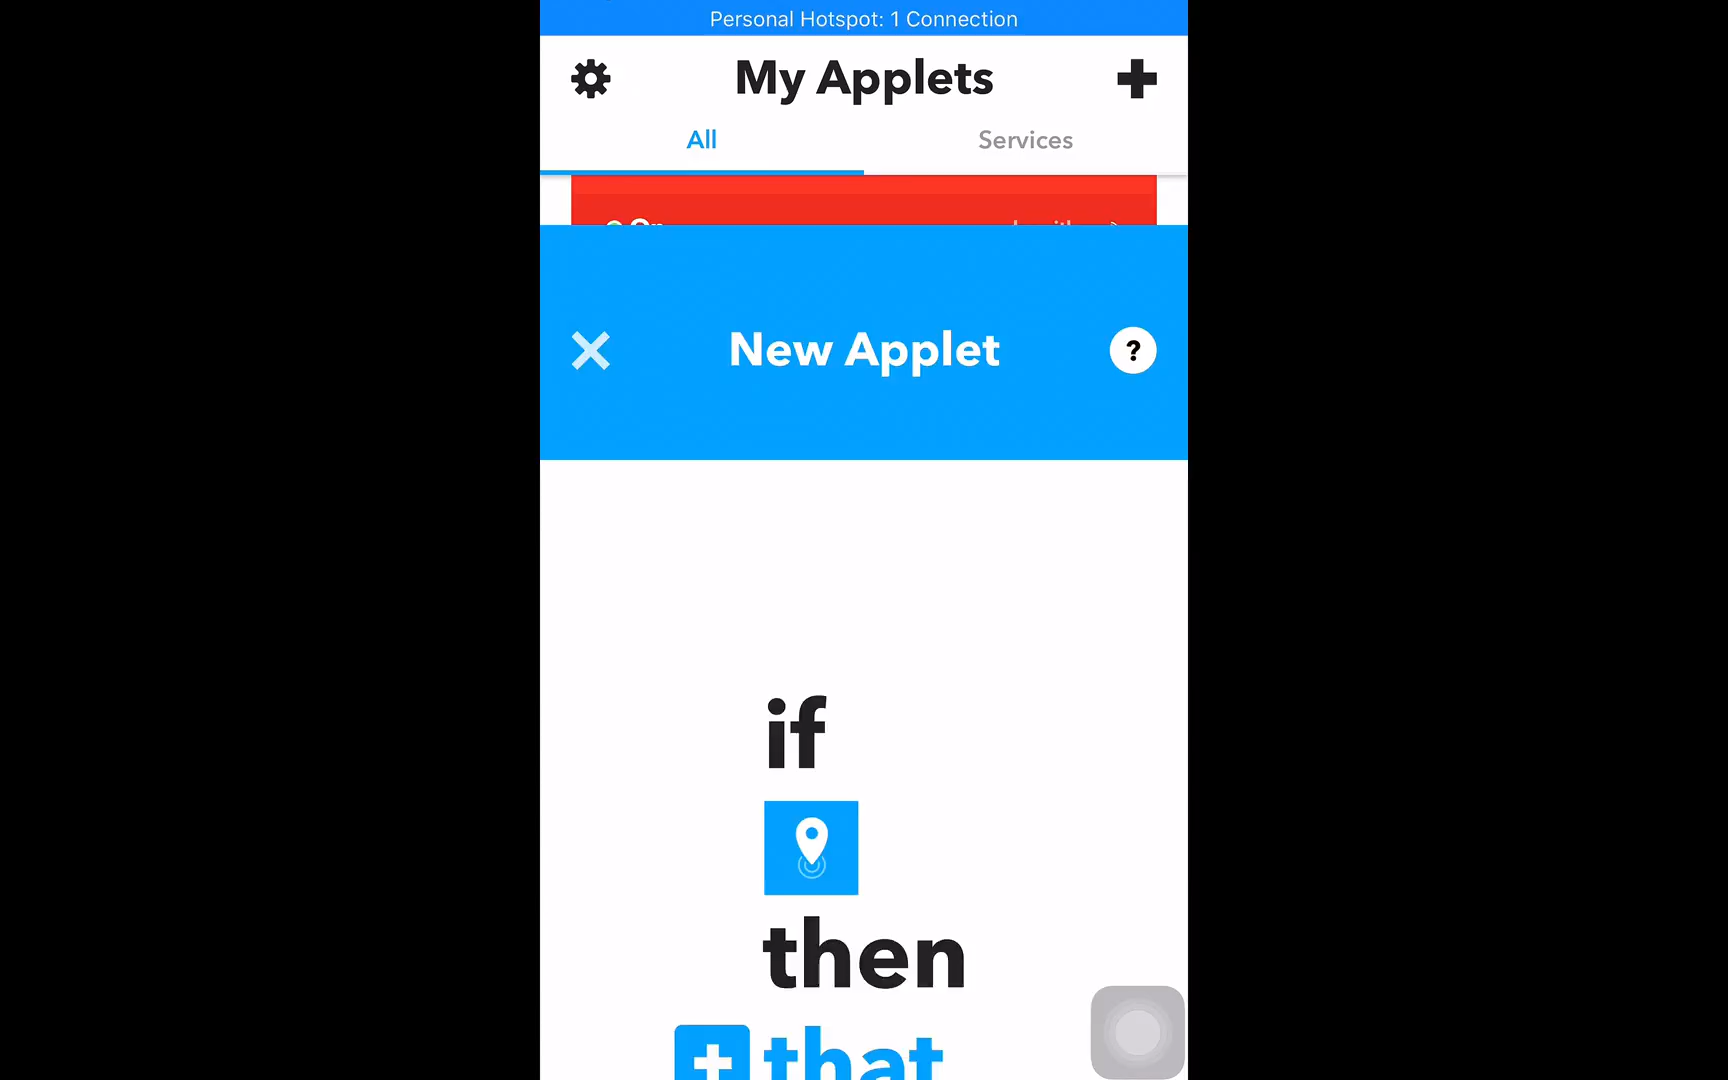 Personal Hotspot: 1 Connection
My Applets
All
Services
New Applet
?
if
then
that